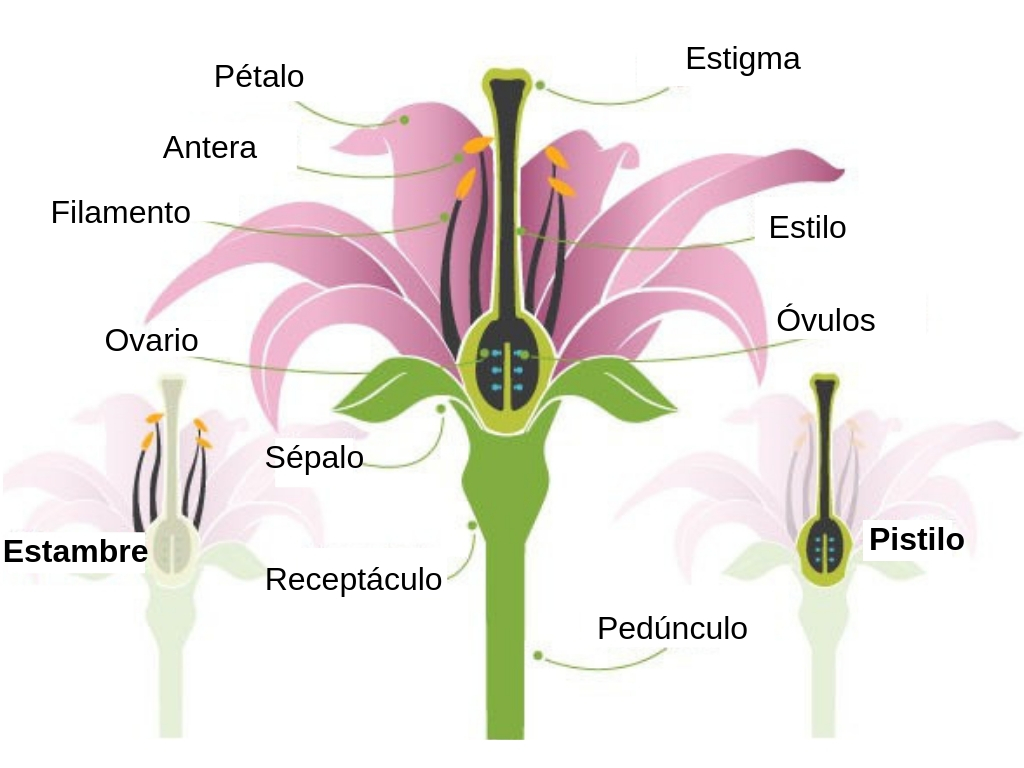 Estigma
Pétalo
Antera
Filamento
Estilo
Óvulos
Ovario
Sépalo
Pistilo
Estambre
Receptáculo
Pedúnculo